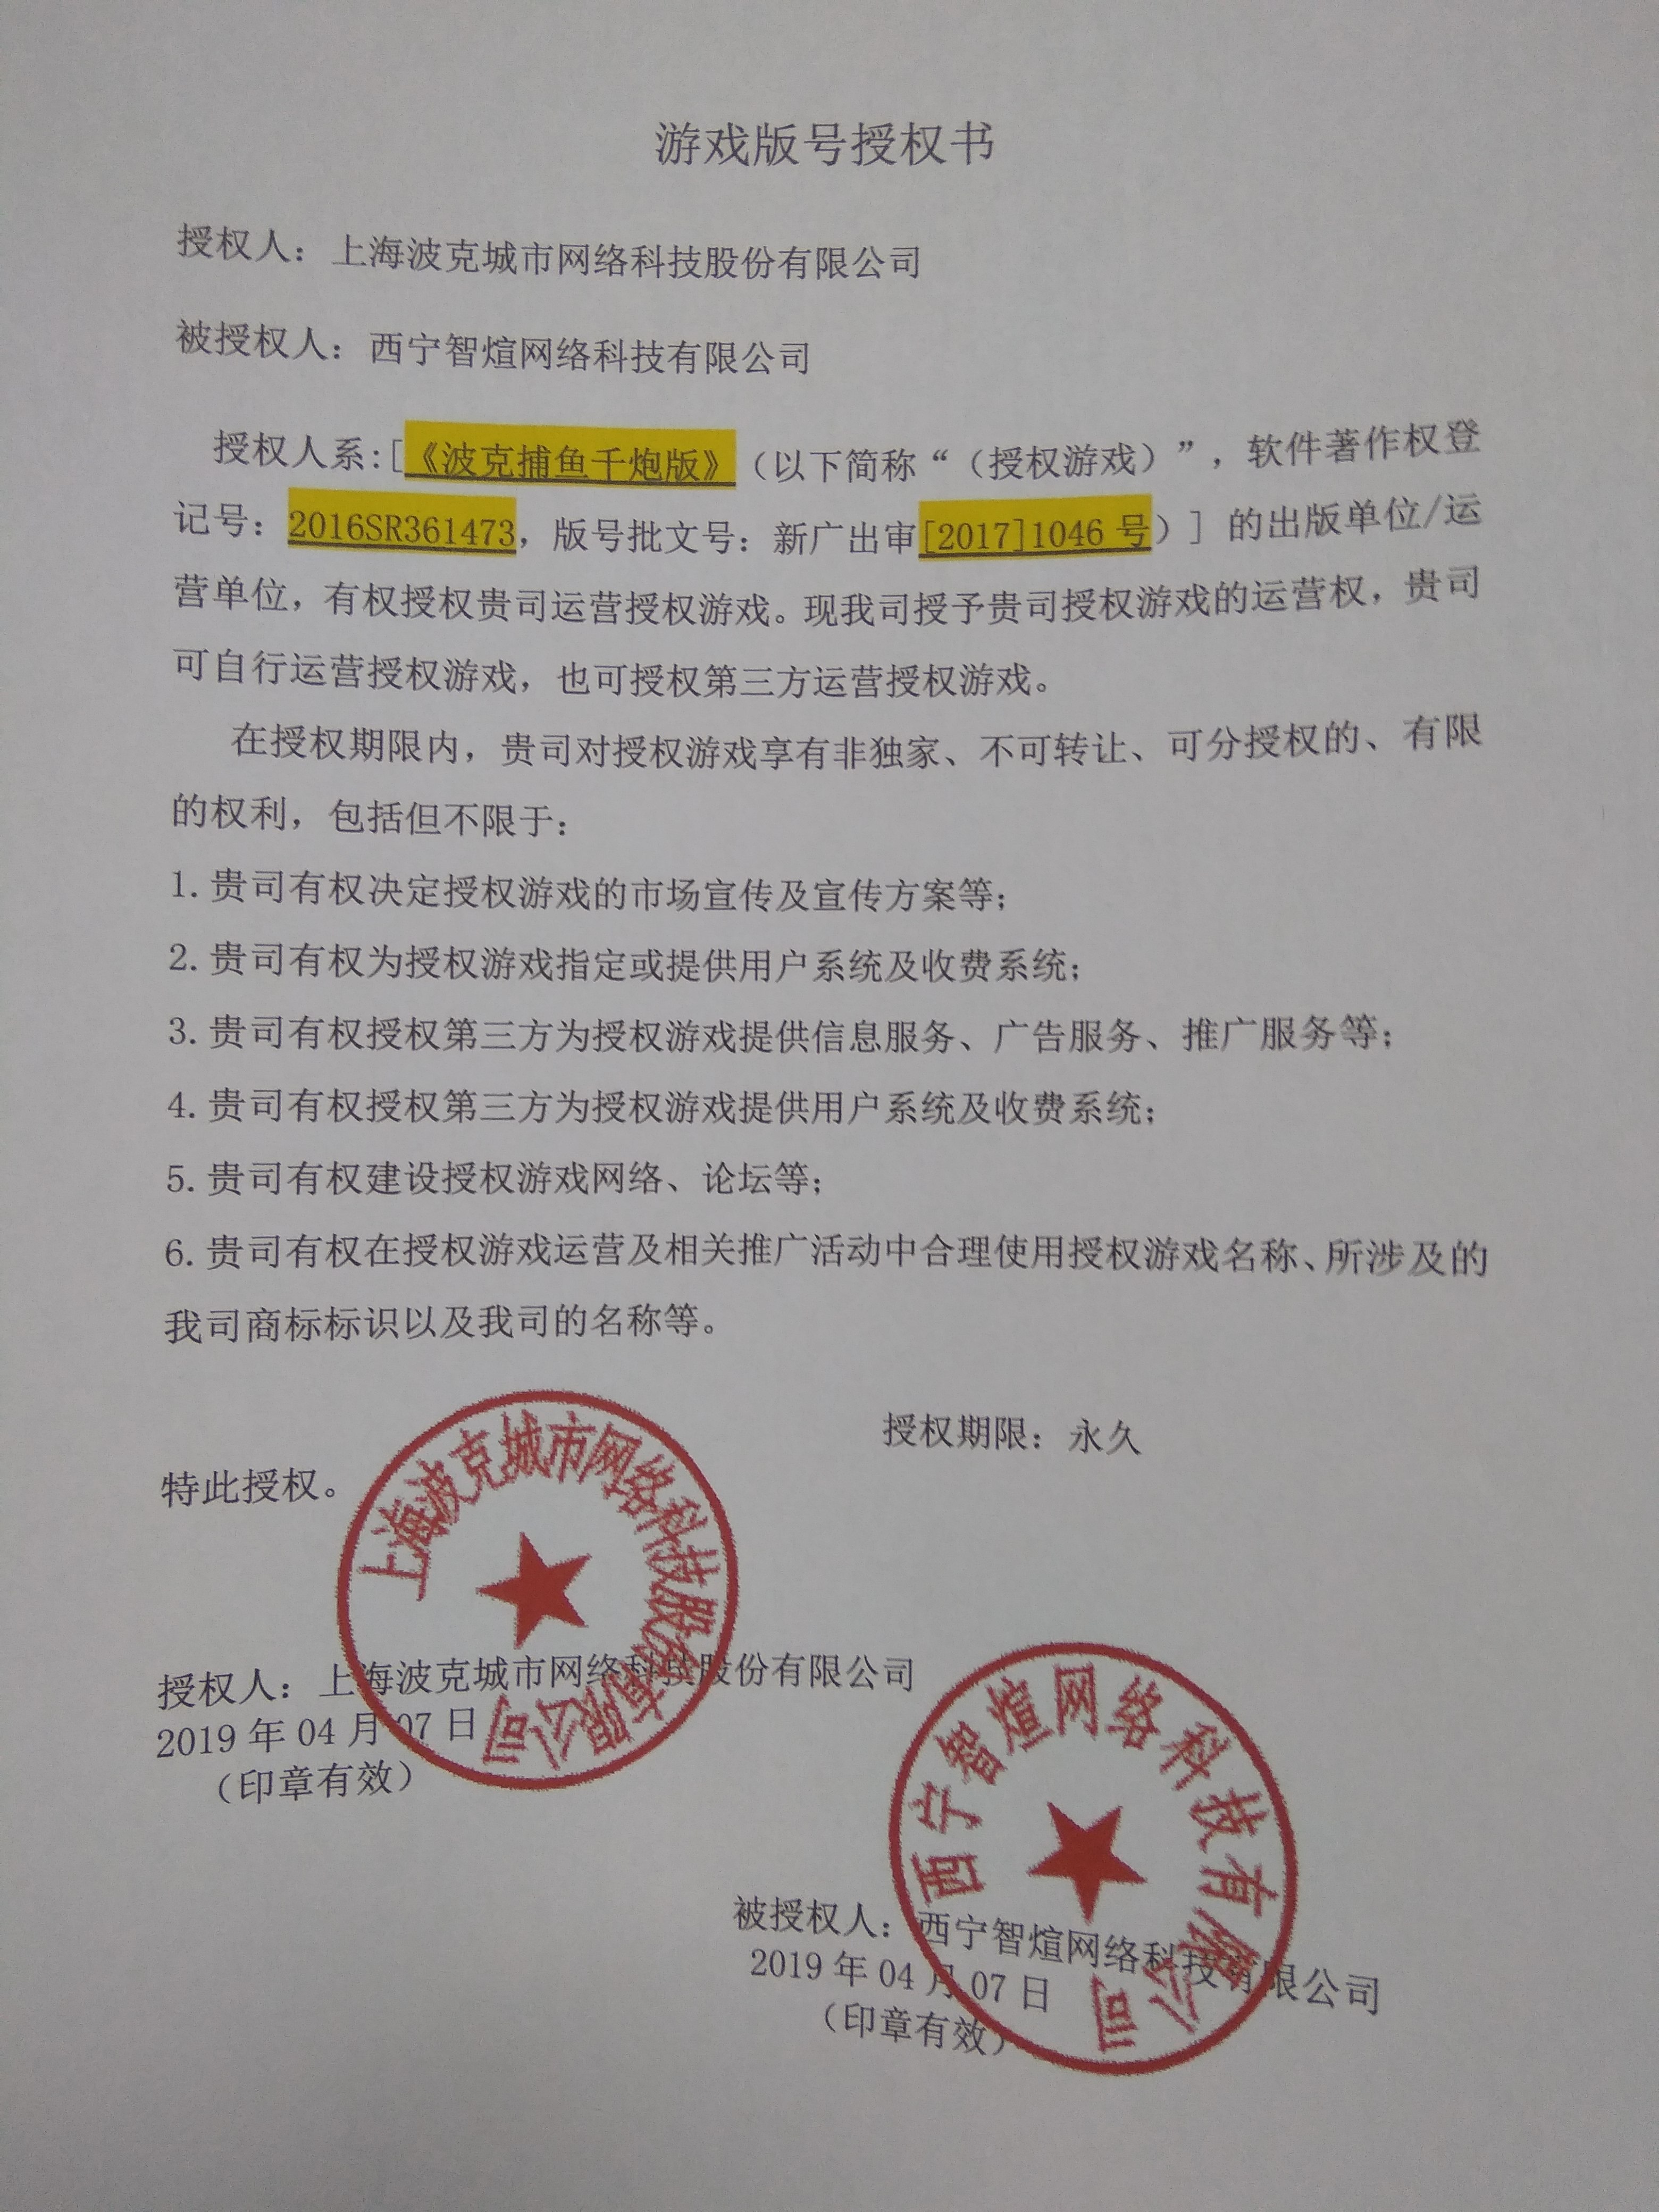 游戏版号授权书
授权人：上海波克城市网络科技股份有限公司
被授权人：西宁智煊网络科技有限公司
授权人系:[《波克捕鱼千炮版》（以下简称“（授权游戏）”，软件著作权登
记号：2016SR361473，版号批文号：新广出审[2017]1046 号）] 的出版单位/运
营单位，有权授权贵司运营授权游戏。现我司授予贵司授权游戏的运营权，贵司
可自行运营授权游戏，也可授权第三方运营授权游戏。
在授权期限内，贵司对授权游戏享有非独家、不可转让、可分授权的、有限
的权利，包括但不限于：
1. 贵司有权决定授权游戏的市场宣传及宣传方案等；
2. 贵司有权为授权游戏指定或提供用户系统及收费系统；
3. 贵司有权授权第三方为授权游戏提供信息服务、广告服务、推广服务等；
4. 贵司有权授权第三方为授权游戏提供用户系统及收费系统；
5. 贵司有权建设授权游戏网络、论坛等；
6. 贵司有权在授权游戏运营及相关推广活动中合理使用授权游戏名称、所涉及的
我司商标标识以及我司的名称等。
授权期限：永久
特此授权。
上海波克城市网络科技股份有限公司
授权人：上海波克城市网络科技股份有限公司
2019 年 04 月 07 日
（印章有效）
西宁智煊网络科技有限公司
被授权人：西宁智煊网络科技有限公司
2019 年 04 月 07 日
（印章有效）